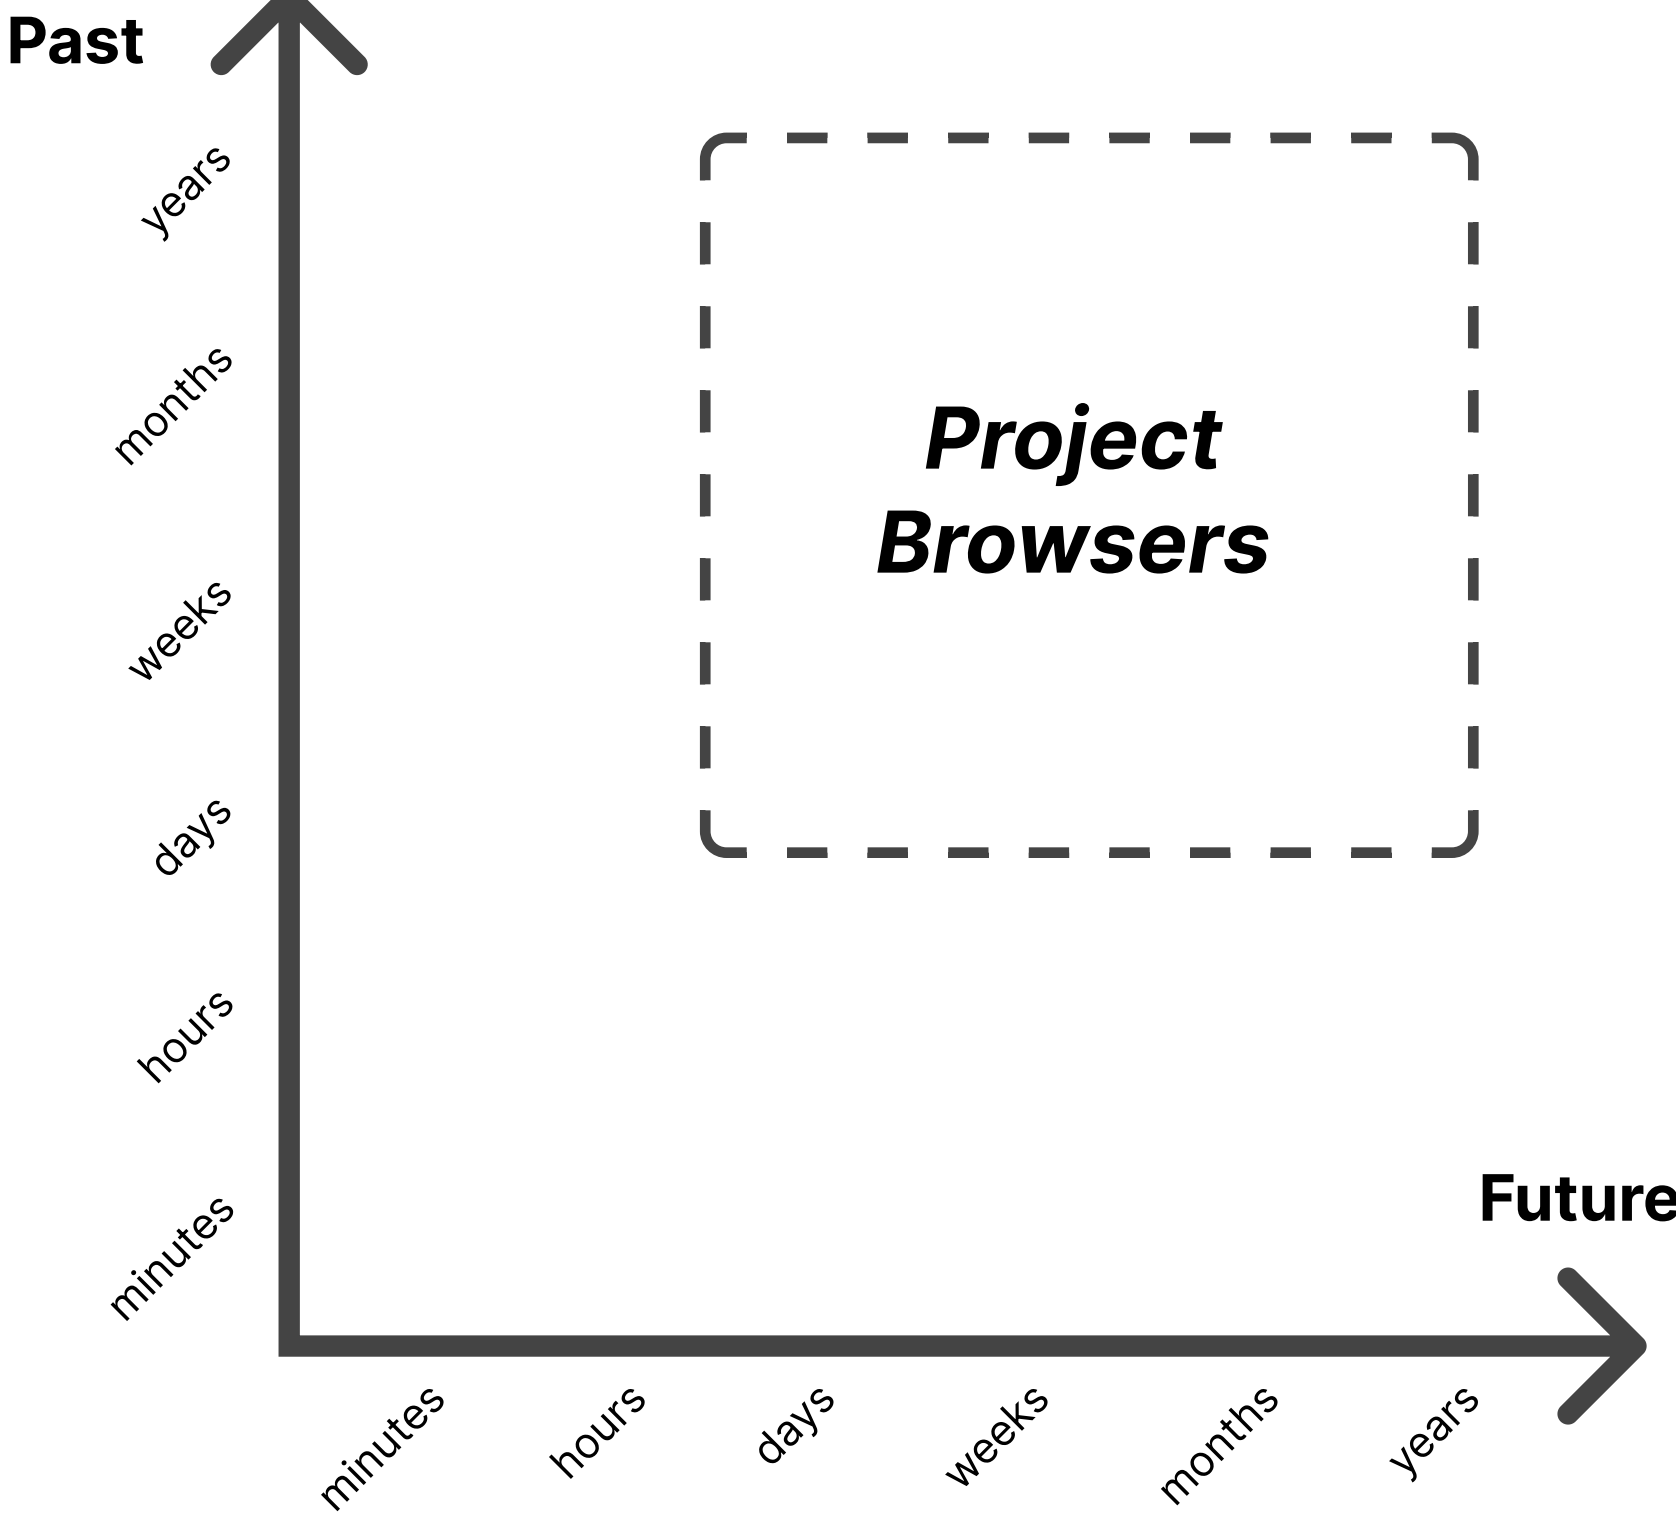 Past
years
months
weeks
days
hours
minutes
Project
Browsers
Future
minutes
hours
days
weeks
months
years